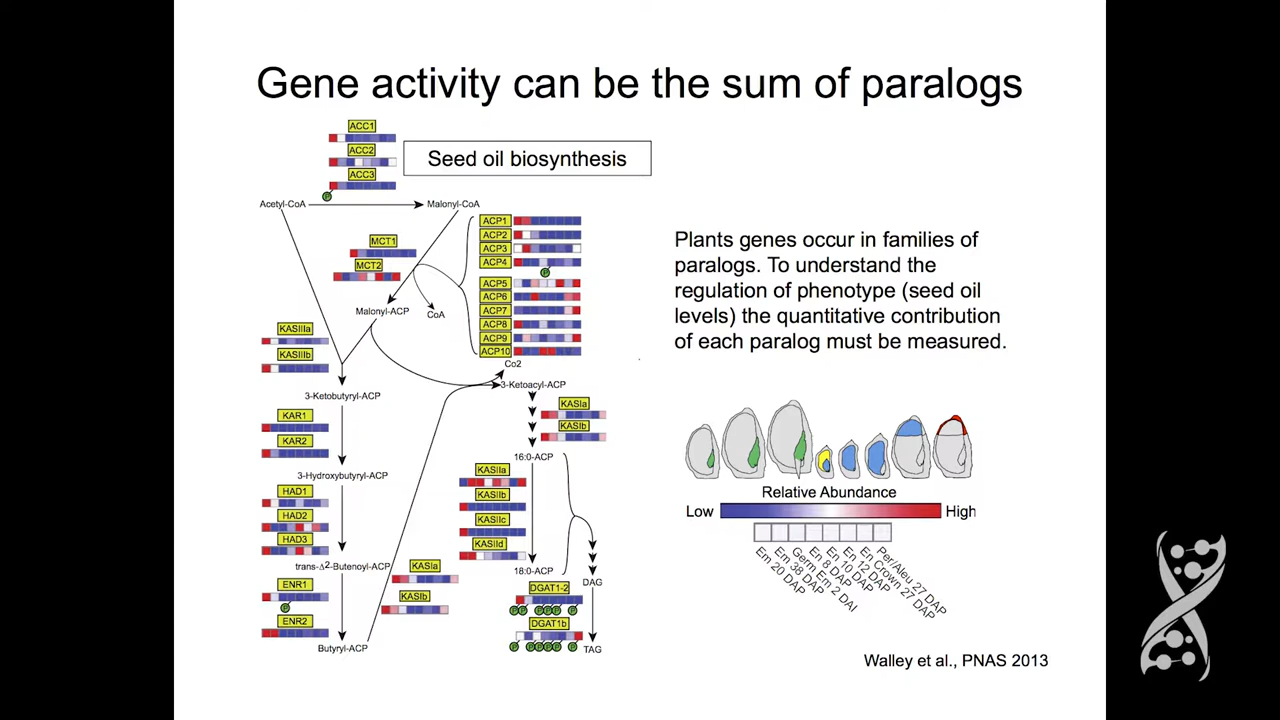 Gene activity can be the sum of paralogs
ACC1
ACC2
ACC3
P
Seed oil biosynthesis
Acetyl-CoA
Malonyl-CoA
MCT1
MCT2
ACP1
ACP2
ACP3
ACP4
P
ACP5
ACP6
ACP7
ACP8
ACP9
ACP10
Malonyl-ACP
CoA
Co2
KASIIIa
KASIIIb
3-Ketobutyryl-ACP
3-Ketoacyl-ACP
KAR1
KAR2
KASIa
KASIb
3-Hydroxybutyryl-ACP
16:0-ACP
HAD1
HAD2
HAD3
KASIIa
KASIIb
KASIIc
KASIId
trans-Δ2-Butenoyl-ACP
18:0-ACP
KASIa
KASIb
DAG
ENR1
P
ENR2
DGAT1-2
P P P P P P
DGAT1b
P P P P P P
Butyryl-ACP
TAG
Plants genes occur in families of
paralogs. To understand the
regulation of phenotype (seed oil
levels) the quantitative contribution
of each paralog must be measured.
Relative Abundance
Low
High
Em 20 DAP
Em 38 DAP
Germ Em 2 DAI
En 8 DAP
En 10 DAP
En 12 DAP
En Crown 27 DAP
Per/Aleu 27 DAP
Walley et al., PNAS 2013